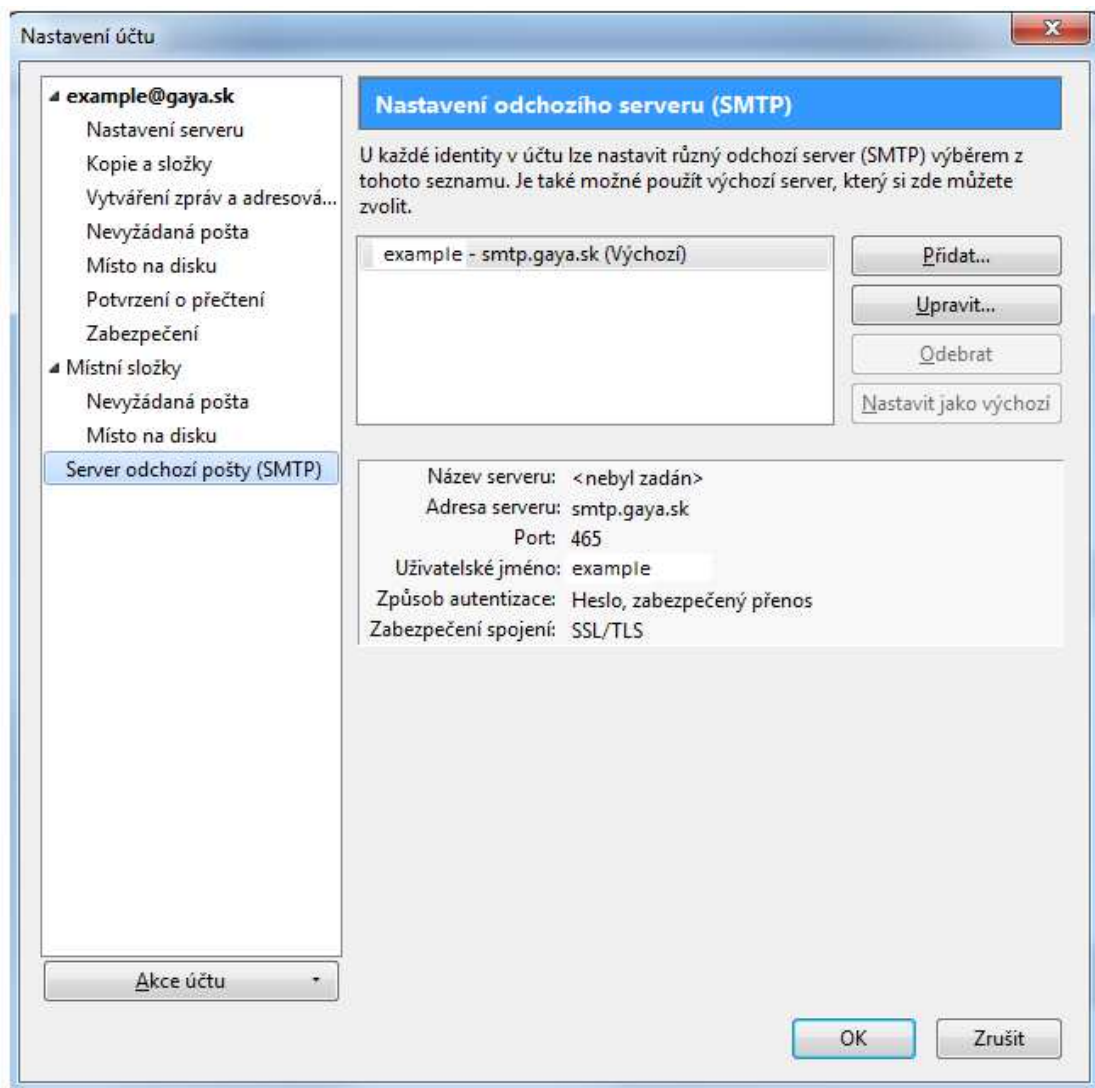 Nastavení účtu
example@gaya.sk
Nastavení serveru
Kopie a složky
Vytváření zpráv a adresová...
Nevyžádaná pošta
Místo na disku
Potvrzení o přečtení
Zabezpečení
Místní složky
Nevyžádaná pošta
Místo na disku
Server odchozí pošty (SMTP)
Akce účtu
Nastavení odchozího serveru (SMTP)
U každé identity v účtu lze nastavit různý odchozí server (SMTP) výběrem z
tohoto seznamu. Je také možné použít výchozí server, který si zde můžete
zvolit.
example - smtp.gaya.sk (Výchozí)
Přidat...
Upravit...
Odebrat
Nastavit jako výchozí
Název serveru: <nebyl zadán>
Adresa serveru: smtp.gaya.sk
Port: 465
Uživatelské jméno: example
Způsob autentizace: Heslo, zabezpečený přenos
Zabezpečení spojení: SSL/TLS
OK
Zrušit